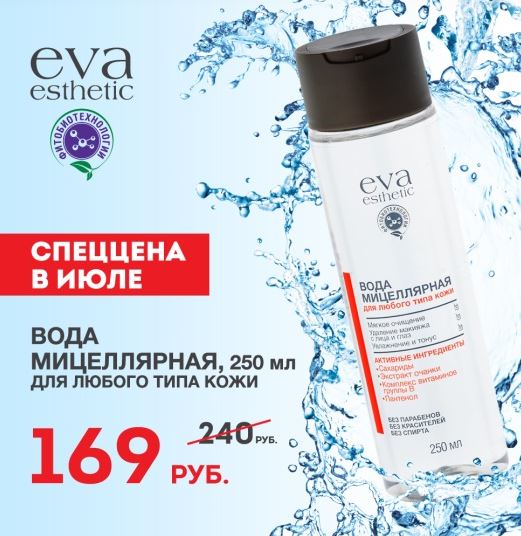 eva
esthetic
ФИТОБИОТЕХНОЛОГИИ
СПЕЦЦЕНА
В ИЮЛЕ
ВОДА
МИЦЕЛЛЯРНАЯ, 250 мл
ДЛЯ ЛЮБОГО ТИПА КОЖИ
240 РУБ.
169 РУБ.
eva
esthetic
ФИТОБИОТЕХНОЛОГИИ
ВОДА
МИЦЕЛЛЯРНАЯ
для любого типа кожи
Мягкое очищение
Удаление макияжа
с лица и глаз
Увлажнение и тонус
АКТИВНЫЕ ИНГРЕДИЕНТЫ
•Сахариды
•Экстракт очанки
•Комплекс витаминов
группы В
•Пантенол
БЕЗ ПАРАБЕНОВ
БЕЗ КРАСИТЕЛЕЙ
БЕЗ СПИРТА
250 МЛ